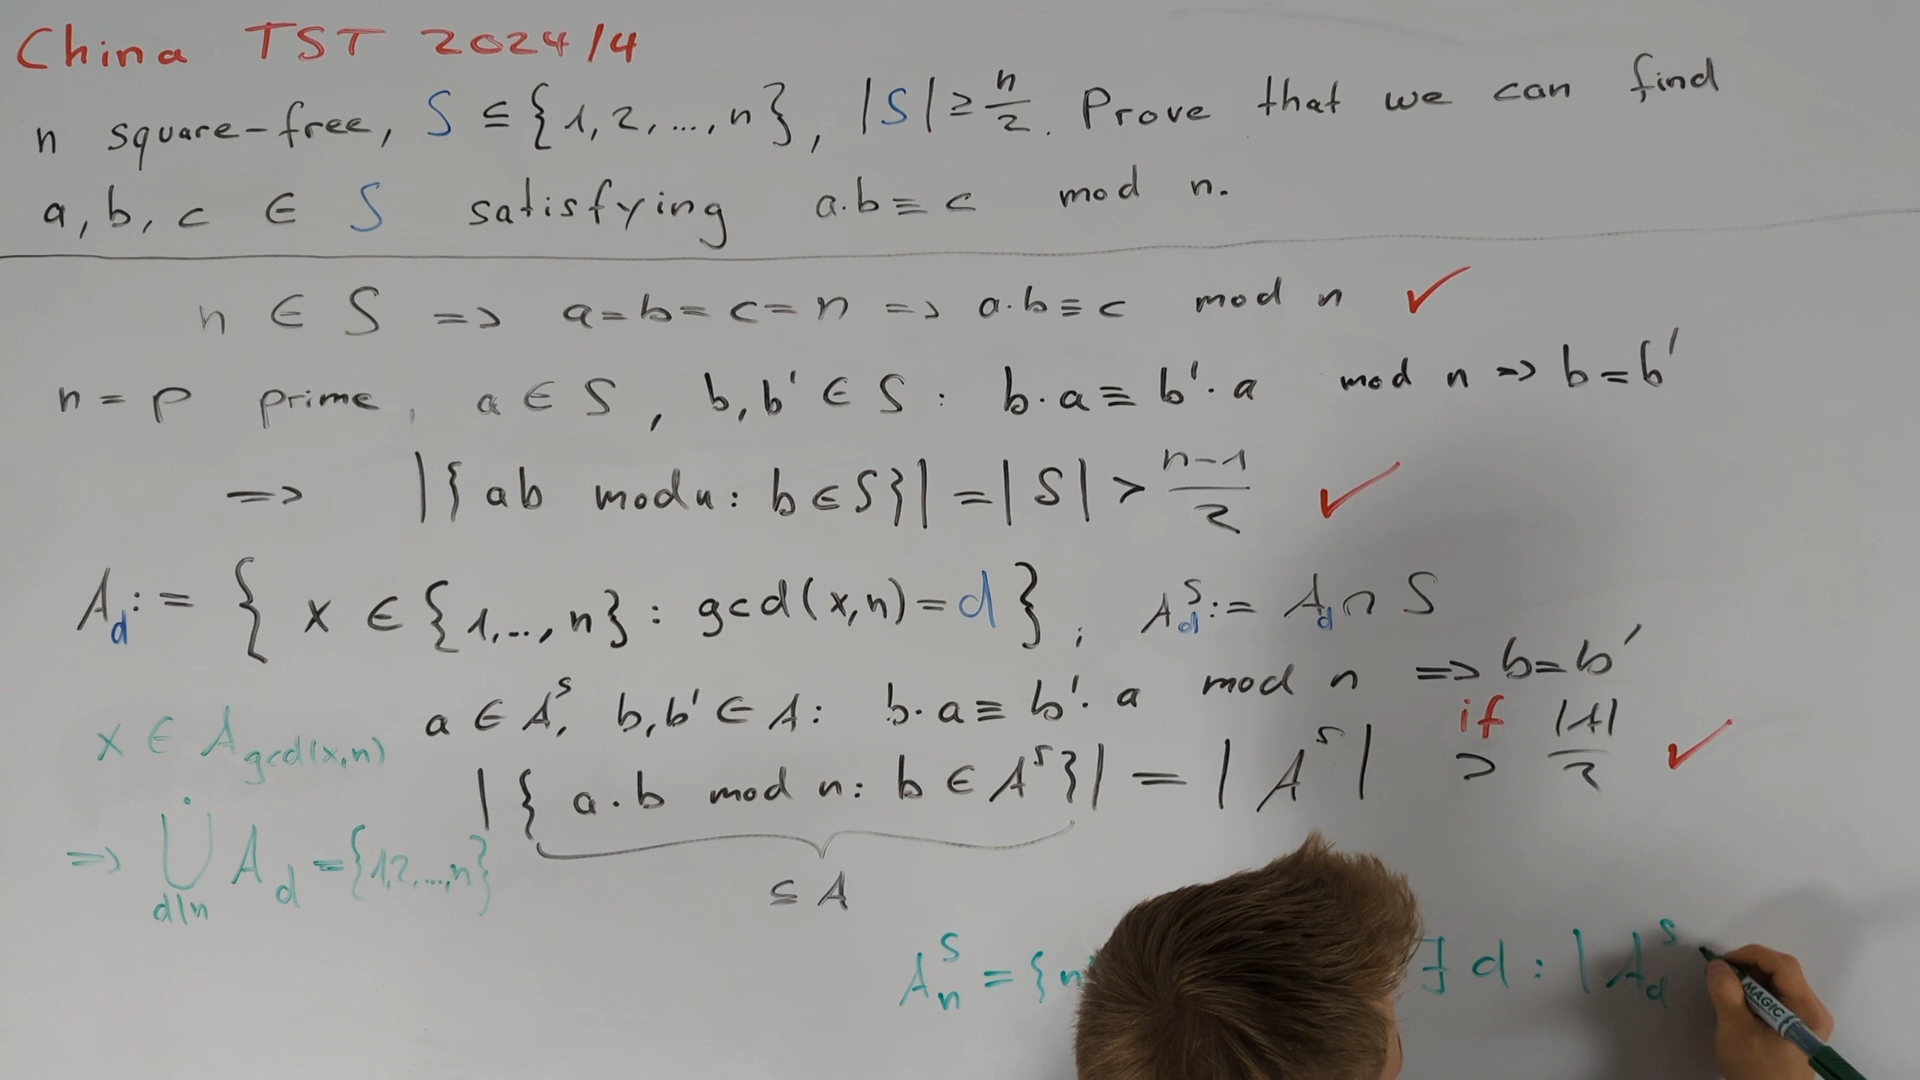 China TST 2024/4
n square-free, S ⊆ {1, 2, ..., n}, |S| ≥ n/2. Prove that we can find
a, b, c ∈ S satisfying a.b ≡ c mod n.
n ∈ S => a=b=c=n => a.b ≡ c mod n ✓
n = p prime, a ∈ S, b,b' ∈ S: b.a ≡ b'.a mod n => b=b'
=> |{ab mod n: b ∈ S}| = |S| > n-1/2 ✓
A_d := {x ∈ {1,..,n} : gcd(x,n) = d}; A_d^S := A_d ∩ S
a ∈ A^S, b,b' ∈ A: b.a ≡ b'.a mod n => b=b'
x ∈ A_gcd(x,n)
|{a.b mod n: b ∈ A^S}| = |A^S| if > |A|/2 ✓
=> ⋃̇_{d|n} A_d = {1,2,...,n}
⊆ A
A_n^S = {n ∃ d : |A_d^S
MAGIC